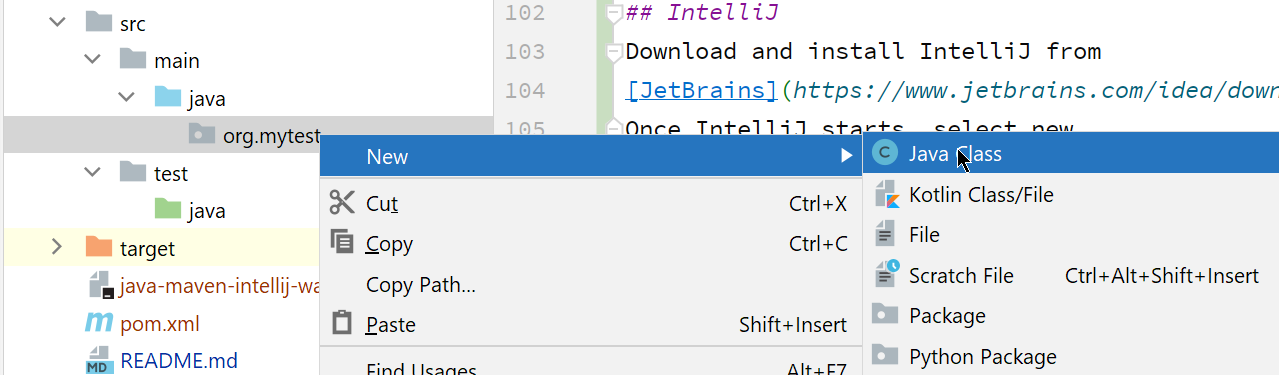 src
main
java
org.mytest
test
java
target
java-maven-intellij-wa
pom.xml
MD README.md
102 ## IntelliJ
103 Download and install IntelliJ from
104 [JetBrains](https://www.jetbrains.com/idea/down
105 Once IntelliJ starts, select new
New
Cut Ctrl+X
Copy Ctrl+C
Copy Path...
Paste Shift+Insert
Find Usages Alt+F7
C Java Class
Kotlin Class/File
File
Scratch File Ctrl+Alt+Shift+Insert
Package
Python Package